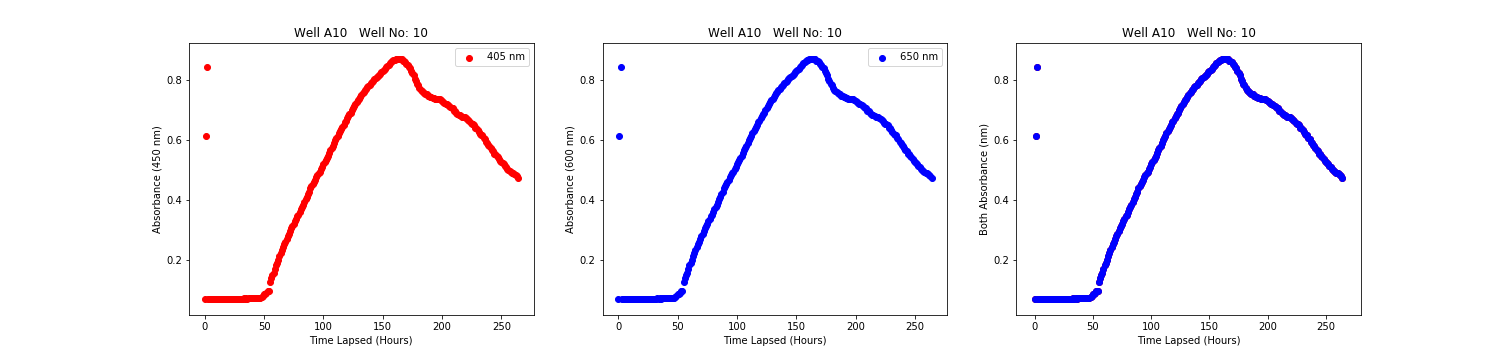 Well A10   Well No: 10
405 nm
0.8
0.6
0.4
0.2
Absorbance (450 nm)
0 50 100 150 200 250
Time Lapsed (Hours)
Well A10   Well No: 10
650 nm
0.8
0.6
0.4
0.2
Absorbance (600 nm)
0 50 100 150 200 250
Time Lapsed (Hours)
Well A10   Well No: 10
0.8
0.6
0.4
0.2
Both Absorbance (nm)
0 50 100 150 200 250
Time Lapsed (Hours)